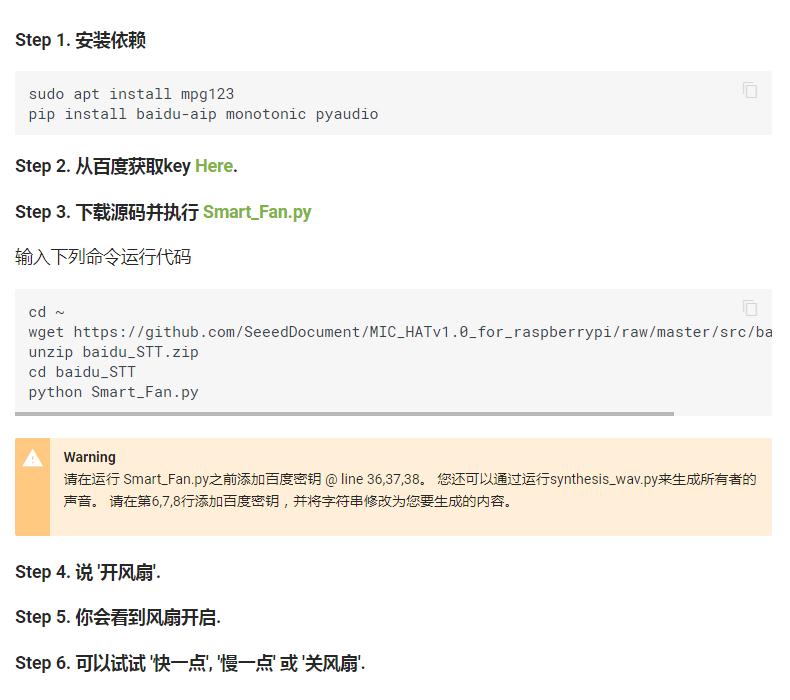 Step 1. 安装依赖
sudo apt install mpg123
pip install baidu-aip monotonic pyaudio
Step 2. 从百度获取key Here.
Step 3. 下载源码并执行 Smart_Fan.py
输入下列命令运行代码
cd ~
wget https://github.com/SeeedDocument/MIC_HATv1.0_for_raspberrypi/raw/master/src/ba
unzip baidu_STT.zip
cd baidu_STT
python Smart_Fan.py
Warning
请在运行 Smart_Fan.py之前添加百度密钥 @ line 36,37,38。 您还可以通过运行synthesis_wav.py来生成所有者的
声音。 请在第6,7,8行添加百度密钥，并将字符串修改为您要生成的内容。
Step 4. 说 '开风扇'.
Step 5. 你会看到风扇开启.
Step 6. 可以试试 '快一点', '慢一点' 或 '关风扇'.